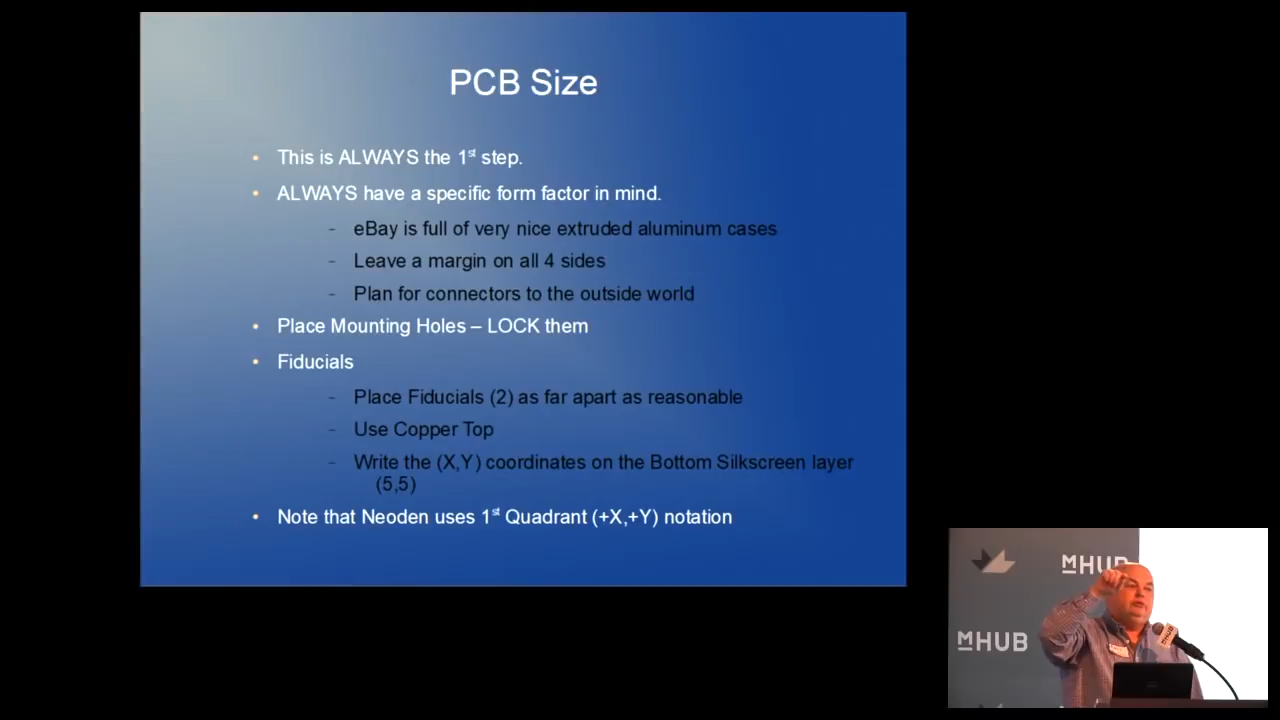 PCB Size
• This is ALWAYS the 1st step.
• ALWAYS have a specific form factor in mind.
– eBay is full of very nice extruded aluminum cases
– Leave a margin on all 4 sides
– Plan for connectors to the outside world
• Place Mounting Holes – LOCK them
• Fiducials
– Place Fiducials (2) as far apart as reasonable
– Use Copper Top
– Write the (X,Y) coordinates on the Bottom Silkscreen layer
(5,5)
• Note that Neoden uses 1st Quadrant (+X,+Y) notation
MHUB
MHUB
MHUB